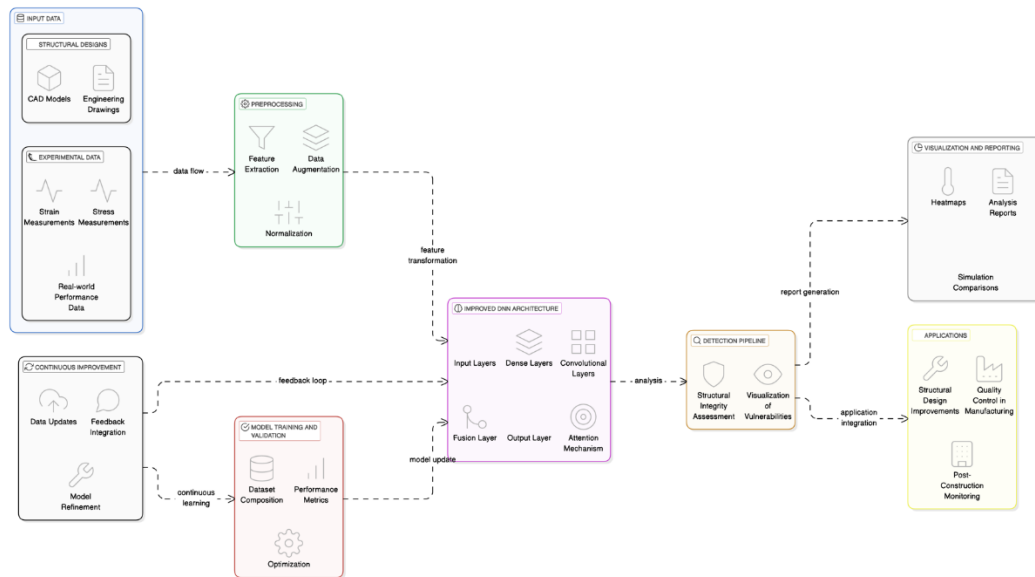 INPUT DATA
STRUCTURAL DESIGNS
CAD Models
Engineering
Drawings
EXPERIMENTAL DATA
Strain
Measurements
Stress
Measurements
Real-world
Performance
Data
data flow
PREPROCESSING
Feature
Extraction
Data
Augmentation
Normalization
feature
transformation
CONTINUOUS IMPROVEMENT
Data Updates
Feedback
Integration
Model
Refinement
feedback loop
continuous
learning
MODEL TRAINING AND
VALIDATION
Dataset
Composition
Performance
Metrics
Optimization
model update
IMPROVED DNN ARCHITECTURE
Input Layers
Dense Layers
Convolutional
Layers
Fusion Layer
Output Layer
Attention
Mechanism
analysis
DETECTION PIPELINE
Structural
Integrity
Assessment
Visualization
of
Vulnerabilities
report generation
application
integration
VISUALIZATION AND REPORTING
Heatmaps
Analysis
Reports
Simulation
Comparisons
APPLICATIONS
Structural
Design
Improvements
Quality
Control in
Manufacturing
Post-
Construction
Monitoring